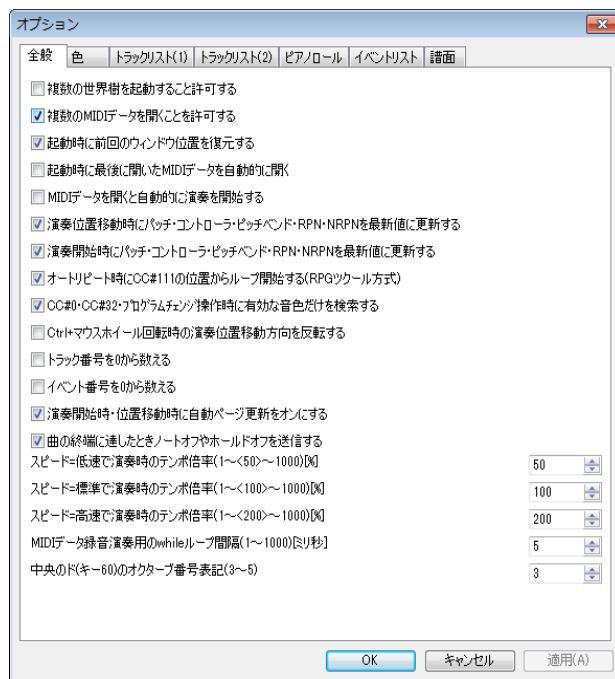 オプション
全般 色 トラックリスト(1) トラックリスト(2) ピアノロール イベントリスト 譜面
複数の世界樹を起動すること許可する
複数のMIDIデータを開くことを許可する
起動時に前回のウィンドウ位置を復元する
起動時に最後に開いたMIDIデータを自動的に開く
MIDIデータを開くと自動的に演奏を開始する
演奏位置移動時にパッチ・コントローラ・ピッチベンド・RPN・NRPNを最新値に更新する
演奏開始時にパッチ・コントローラ・ピッチベンド・RPN・NRPNを最新値に更新する
オートリピート時にCC#111の位置からループ開始する(RPGツクール方式)
CC#0・CC#32・プログラムチェンジ操作時に有効な音色だけを検索する
Ctrl+マウスホイール回転時の演奏位置移動方向を反転する
トラック番号を0から数える
イベント番号を0から数える
演奏開始時・位置移動時に自動ページ更新をオンにする
曲の終端に達したときノートオフやホールドオフを送信する
スピード=低速で演奏時のテンポ倍率(1～<50>～1000)[%] 50
スピード=標準で演奏時のテンポ倍率(1～<100>～1000)[%] 100
スピード=高速で演奏時のテンポ倍率(1～<200>～1000)[%] 200
MIDIデータ録音演奏用のwhileループ間隔(1～1000)[ミリ秒] 5
中央のド(キー60)のオクターブ番号表記(3～5) 3
OK キャンセル 適用(A)